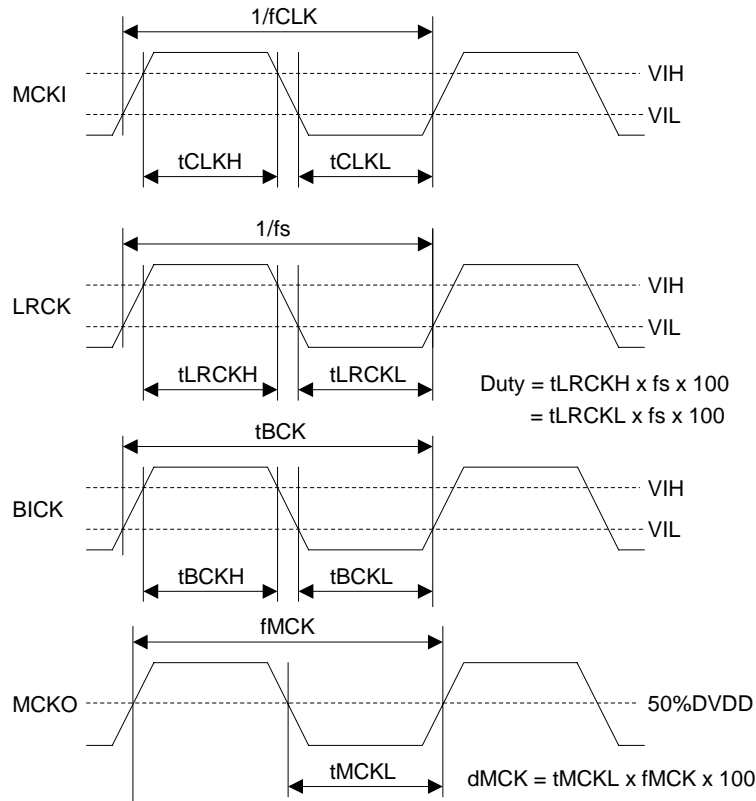 1/fCLK
VIH
MCKI
VIL
tCLKH
tCLKL
1/fs
VIH
LRCK
VIL
tLRCKH
tLRCKL
Duty = tLRCKH x fs x 100
= tLRCKL x fs x 100
tBCK
VIH
BICK
VIL
tBCKH
tBCKL
fMCK
MCKO
50%DVDD
tMCKL
dMCK = tMCKL x fMCK x 100